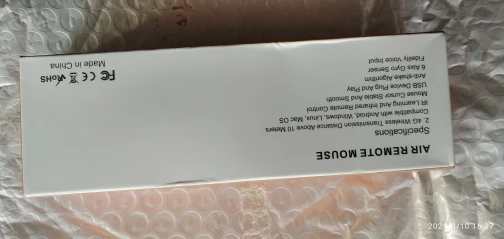 AIR REMOTE MOUSE
Specifications
2. 4G Wireless Transmission Distance Above 10 Meters
Compatible with Android, Windows, Linux, Mac OS
IR Learning And Infrared Remote Control
Mouse Cursor Stable And Smooth
USB Device Plug And Play
Anti-shake Algorithm
6 Axis Gyro Sensor
Fidelity Voice Input
FC CE RoHS
Made in China